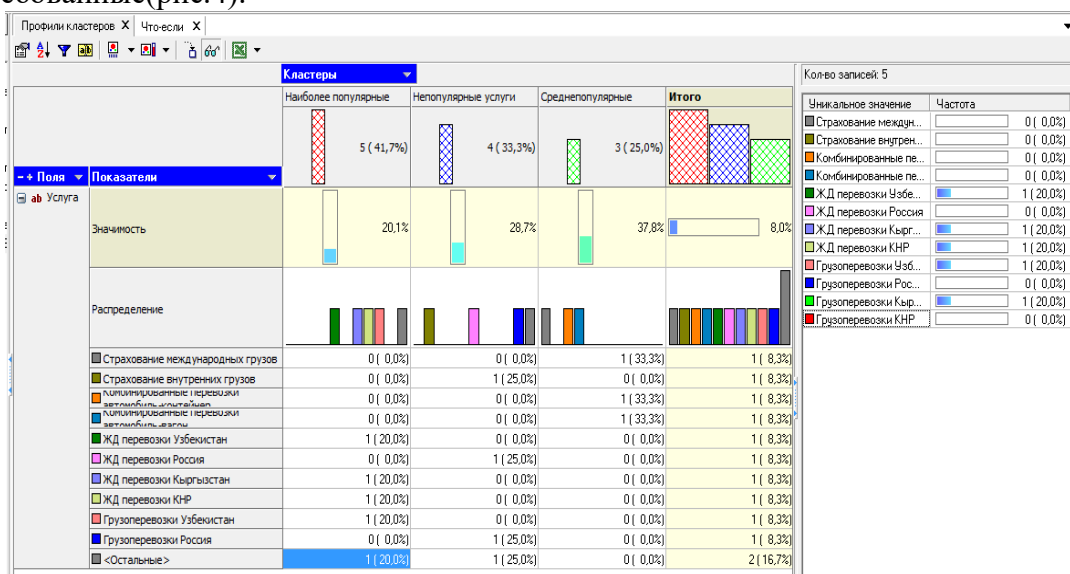 ебованные(рис.4).
Профили кластеров X Что-если X
Кластеры
Кол-во записей: 5
Наиболее популярные Непопулярные услуги Среднепопулярные Итого
Уникальное значение Частота
5 ( 41,7%) 4 ( 33,3%) 3 ( 25,0%)
- + Поля Показатели
ab Услуга
Значимость 20,1% 28,7% 37,8% 8,0%
Распределение
Страхование международных грузов 0 ( 0,0%) 0 ( 0,0%) 1 ( 33,3%) 1 ( 8,3%)
Страхование внутренних грузов 0 ( 0,0%) 1 ( 25,0%) 0 ( 0,0%) 1 ( 8,3%)
Комбинированные перевозки автомобиль-контейнер 0 ( 0,0%) 0 ( 0,0%) 1 ( 33,3%) 1 ( 8,3%)
Комбинированные перевозки автомобиль-вагон 0 ( 0,0%) 0 ( 0,0%) 1 ( 33,3%) 1 ( 8,3%)
ЖД перевозки Узбекистан 1 ( 20,0%) 0 ( 0,0%) 0 ( 0,0%) 1 ( 8,3%)
ЖД перевозки Россия 0 ( 0,0%) 1 ( 25,0%) 0 ( 0,0%) 1 ( 8,3%)
ЖД перевозки Кыргызстан 1 ( 20,0%) 0 ( 0,0%) 0 ( 0,0%) 1 ( 8,3%)
ЖД перевозки КНР 1 ( 20,0%) 0 ( 0,0%) 0 ( 0,0%) 1 ( 8,3%)
Грузоперевозки Узбекистан 1 ( 20,0%) 0 ( 0,0%) 0 ( 0,0%) 1 ( 8,3%)
Грузоперевозки Россия 0 ( 0,0%) 1 ( 25,0%) 0 ( 0,0%) 1 ( 8,3%)
<Остальные> 1 ( 20,0%) 1 ( 25,0%) 0 ( 0,0%) 2 ( 16,7%)
Страхование междун... 0 ( 0,0%)
Страхование внутрен... 0 ( 0,0%)
Комбинированные пе... 0 ( 0,0%)
Комбинированные пе... 0 ( 0,0%)
ЖД перевозки Узбе... 1 ( 20,0%)
ЖД перевозки Россия 0 ( 0,0%)
ЖД перевозки Кырг... 1 ( 20,0%)
ЖД перевозки КНР 1 ( 20,0%)
Грузоперевозки Узб... 1 ( 20,0%)
Грузоперевозки Рос... 0 ( 0,0%)
Грузоперевозки Кыр... 1 ( 20,0%)
Грузоперевозки КНР 0 ( 0,0%)